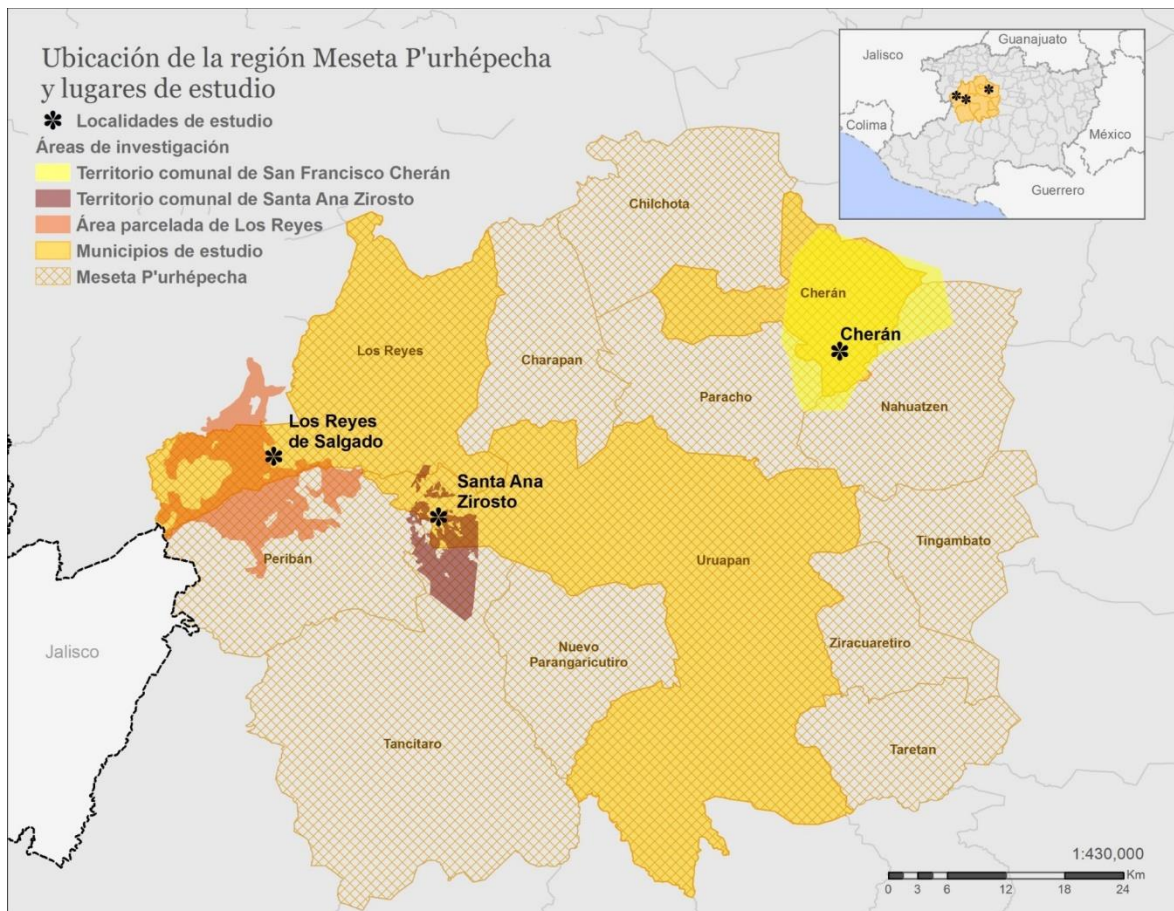 Ubicación de la región Meseta P'urhépecha
y lugares de estudio
Localidades de estudio
Áreas de investigación
Territorio comunal de San Francisco Cherán
Territorio comunal de Santa Ana Zirosto
Área parcelada de Los Reyes
Municipios de estudio
Meseta P'urhépecha
Jalisco
Guanajuato
Colima
México
Guerrero
Chilchota
Cherán
Cherán
Los Reyes
Charapan
Paracho
Nahuatzen
Los Reyes
de Salgado
Santa Ana
Zirosto
Peribán
Uruapan
Tingambato
Jalisco
Nuevo
Parangaricutiro
Ziracuaretiro
Tancitaro
Taretan
1:430,000
Km
0 3 6 12 18 24